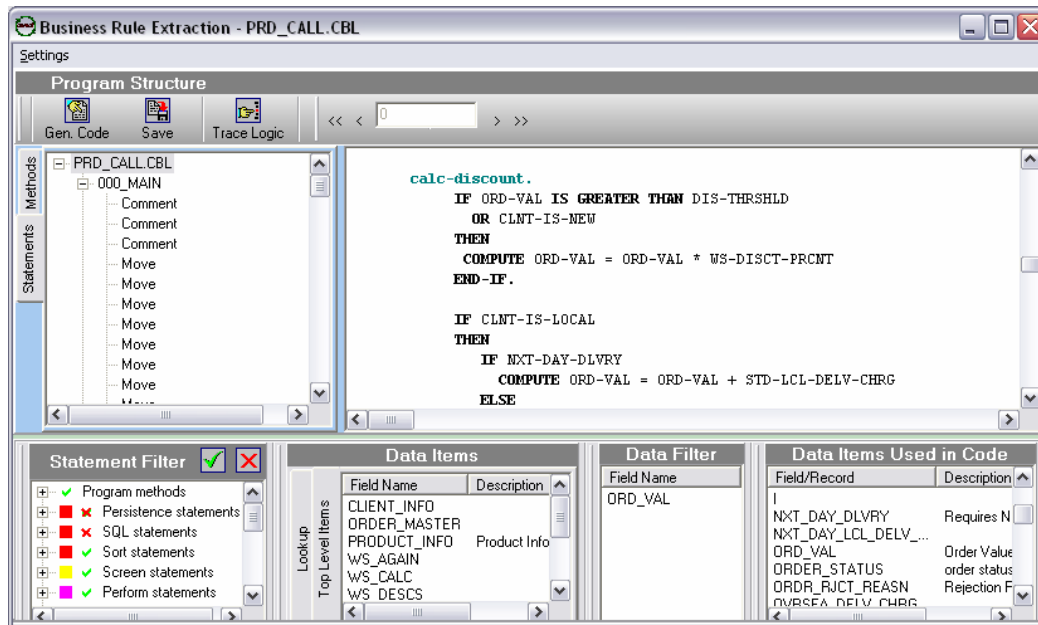 Business Rule Extraction - PRD_CALL.CBL
Settings
Program Structure
Gen. Code Save Trace Logic << < 0 > >>
Methods
Statements
PRD_CALL.CBL
000_MAIN
Comment
Comment
Comment
Move
Move
Move
Move
Move
Move
Move
calc-discount.
IF ORD-VAL IS GREATER THAN DIS-THRSHLD
OR CLNT-IS-NEW
THEN
COMPUTE ORD-VAL = ORD-VAL * WS-DISCT-PRCNT
END-IF.
IF CLNT-IS-LOCAL
THEN
IF NXT-DAY-DLVRY
COMPUTE ORD-VAL = ORD-VAL + STD-LCL-DELV-CHRG
ELSE
Statement Filter
Program methods
Persistence statements
SQL statements
Sort statements
Screen statements
Perform statements
Data Items
Lookup
Top Level Items
Field Name Description
CLIENT_INFO
ORDER_MASTER
PRODUCT_INFO Product Info
WS_AGAIN
WS_CALC
WS_DESCS
Data Filter
Field Name
ORD_VAL
Data Items Used in Code
Field/Record Description
I
NXT_DAY_DLVRY Requires N
NXT_DAY_LCL_DELV_...
ORD_VAL Order Value
ORDER_STATUS order status
ORDR_RJCT_REASN Rejection F
OVRSEA_DELV_CHRG